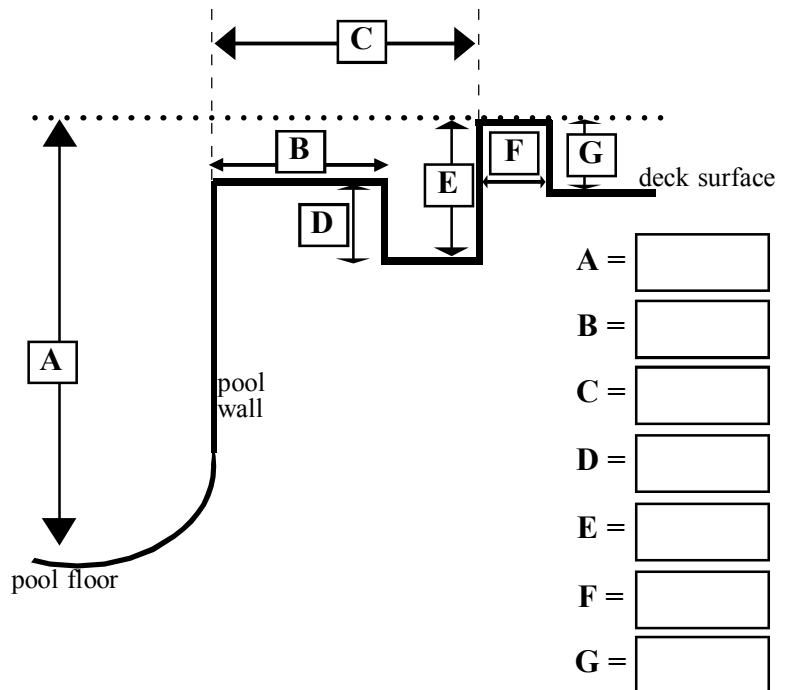 C
B
F
G
E
deck surface
D
A =
B =
A
pool
wall
C =
D =
E =
pool floor
F =
G =